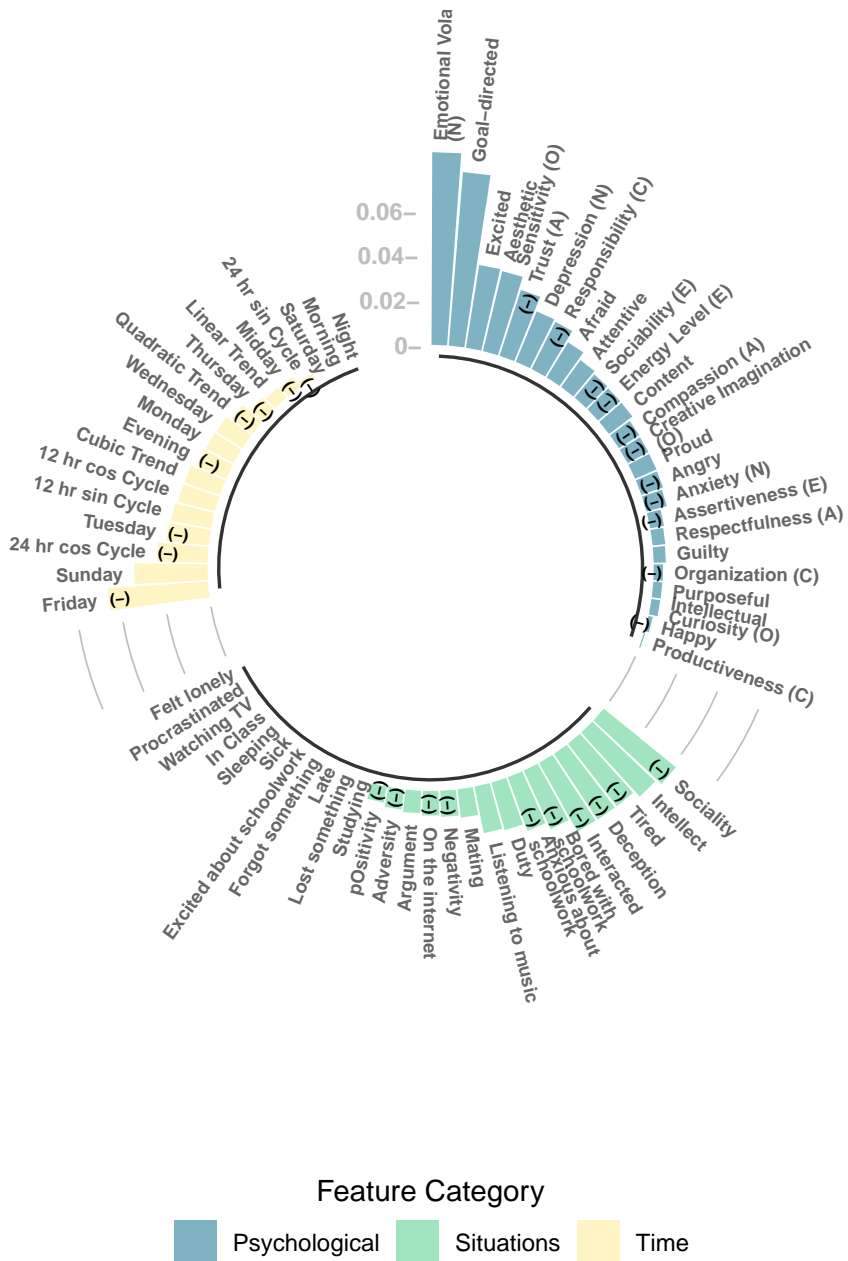 Emotional Vola
(N)
Goal–directed
Excited
Aesthetic
Sensitivity (O)
Trust (A)
(–)
Depression (N)
Responsibility (C)
(–)
Afraid
Attentive
Sociability (E)
(–)
Energy Level (E)
(–)
Content
Compassion (A)
(–)
Creative Imagination
(O)
(–)
Proud
Angry
(–)
Anxiety (N)
(–)
Assertiveness (E)
(–)
Respectfulness (A)
Guilty
Organization (C)
(–)
Purposeful
Intellectual
Curiosity (O)
Happy
(–)
Productiveness (C)
Sociality
(–)
Intellect
Tired
(–)
Deception
(–)
Interacted
(–)
Bored with
schoolwork
(–)
Anxious about
schoolwork
(–)
Duty
Listening to music
Mating
Negativity
(–)
On the internet
(–)
Argument
Adversity
(–)
pOsitivity
(–)
Studying
Lost something
Late
Forgot something
Excited about schoolwork
Sick
Sleeping
In Class
Watching TV
Procrastinated
Felt lonely
Friday
(–)
Sunday
24 hr cos Cycle
(–)
Tuesday
(–)
12 hr sin Cycle
12 hr cos Cycle
Cubic Trend
Evening
(–)
Monday
Wednesday
Quadratic Trend
(–)
Thursday
(–)
Linear Trend
Midday
(–)
24 hr sin Cycle
(–)
Saturday
Morning
Night
0.06–
0.04–
0.02–
0–
Feature Category
Psychological
Situations
Time